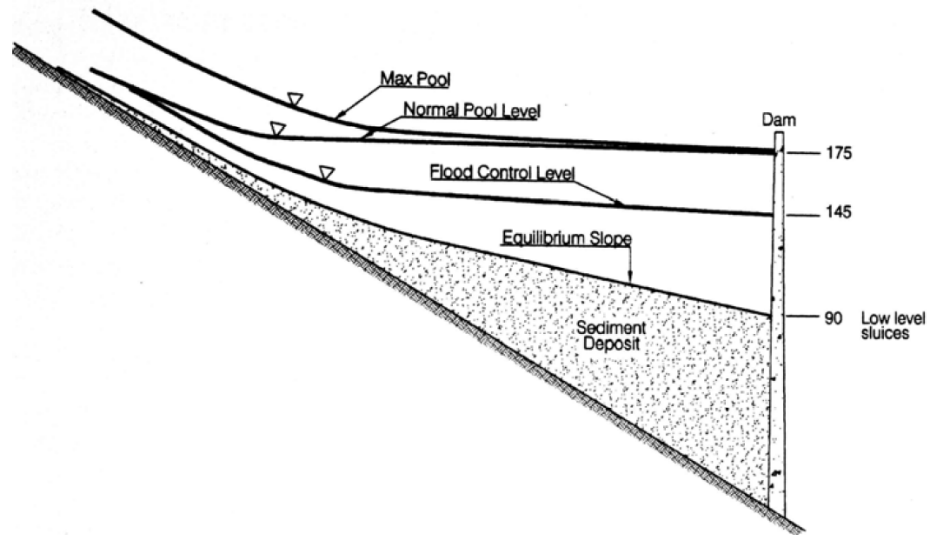 Max Pool
Normal Pool Level
Dam
175
Flood Control Level
145
Equilibrium Slope
90 Low level
sluices
Sediment
Deposit